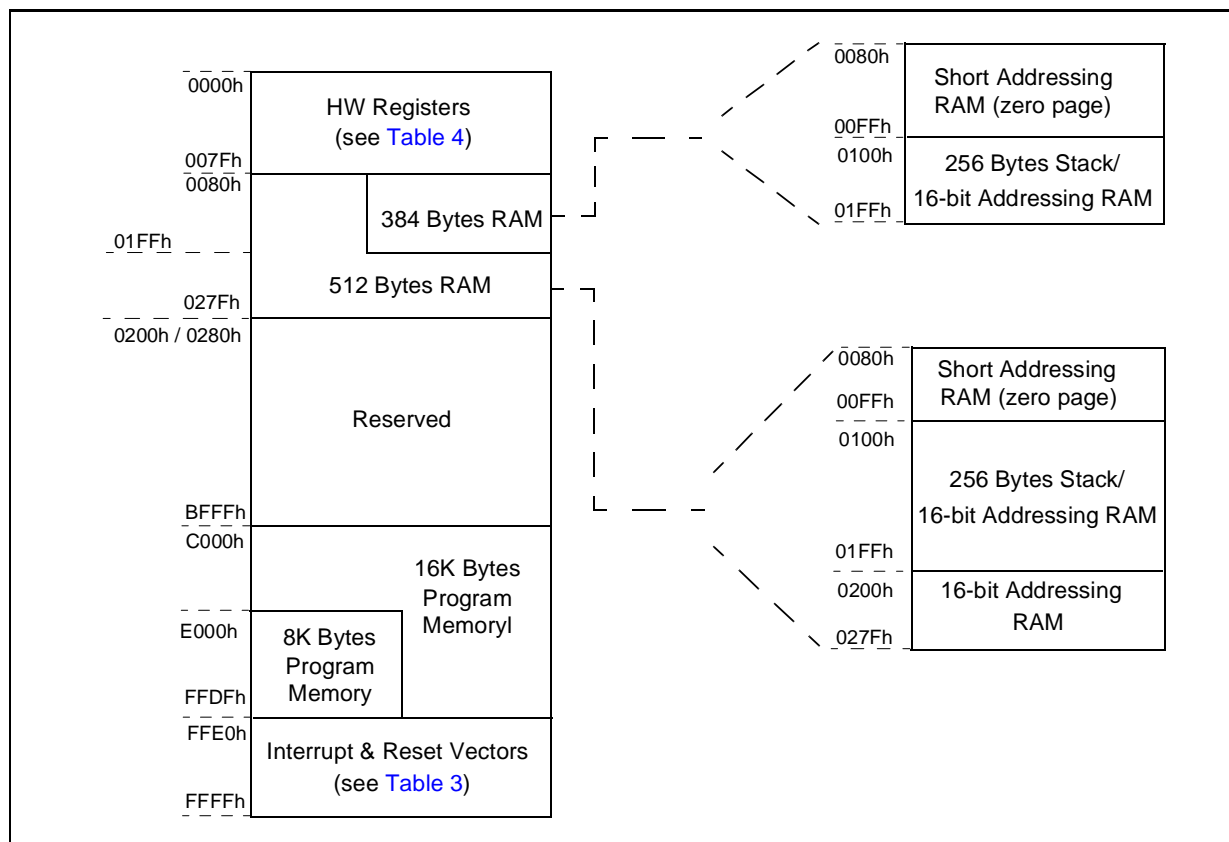 0000h
HW Registers
(see Table 4)
007Fh
0080h
384 Bytes RAM
01FFh
512 Bytes RAM
027Fh
0200h / 0280h
Reserved
BFFFh
C000h
16K Bytes
Program
Memoryl
E000h
8K Bytes
Program
Memory
FFDFh
FFE0h
Interrupt & Reset Vectors
(see Table 3)
FFFFh
0080h
Short Addressing
RAM (zero page)
00FFh
0100h
256 Bytes Stack/
16-bit Addressing RAM
01FFh
0080h
Short Addressing
RAM (zero page)
00FFh
0100h
256 Bytes Stack/
16-bit Addressing RAM
01FFh
0200h
16-bit Addressing
RAM
027Fh